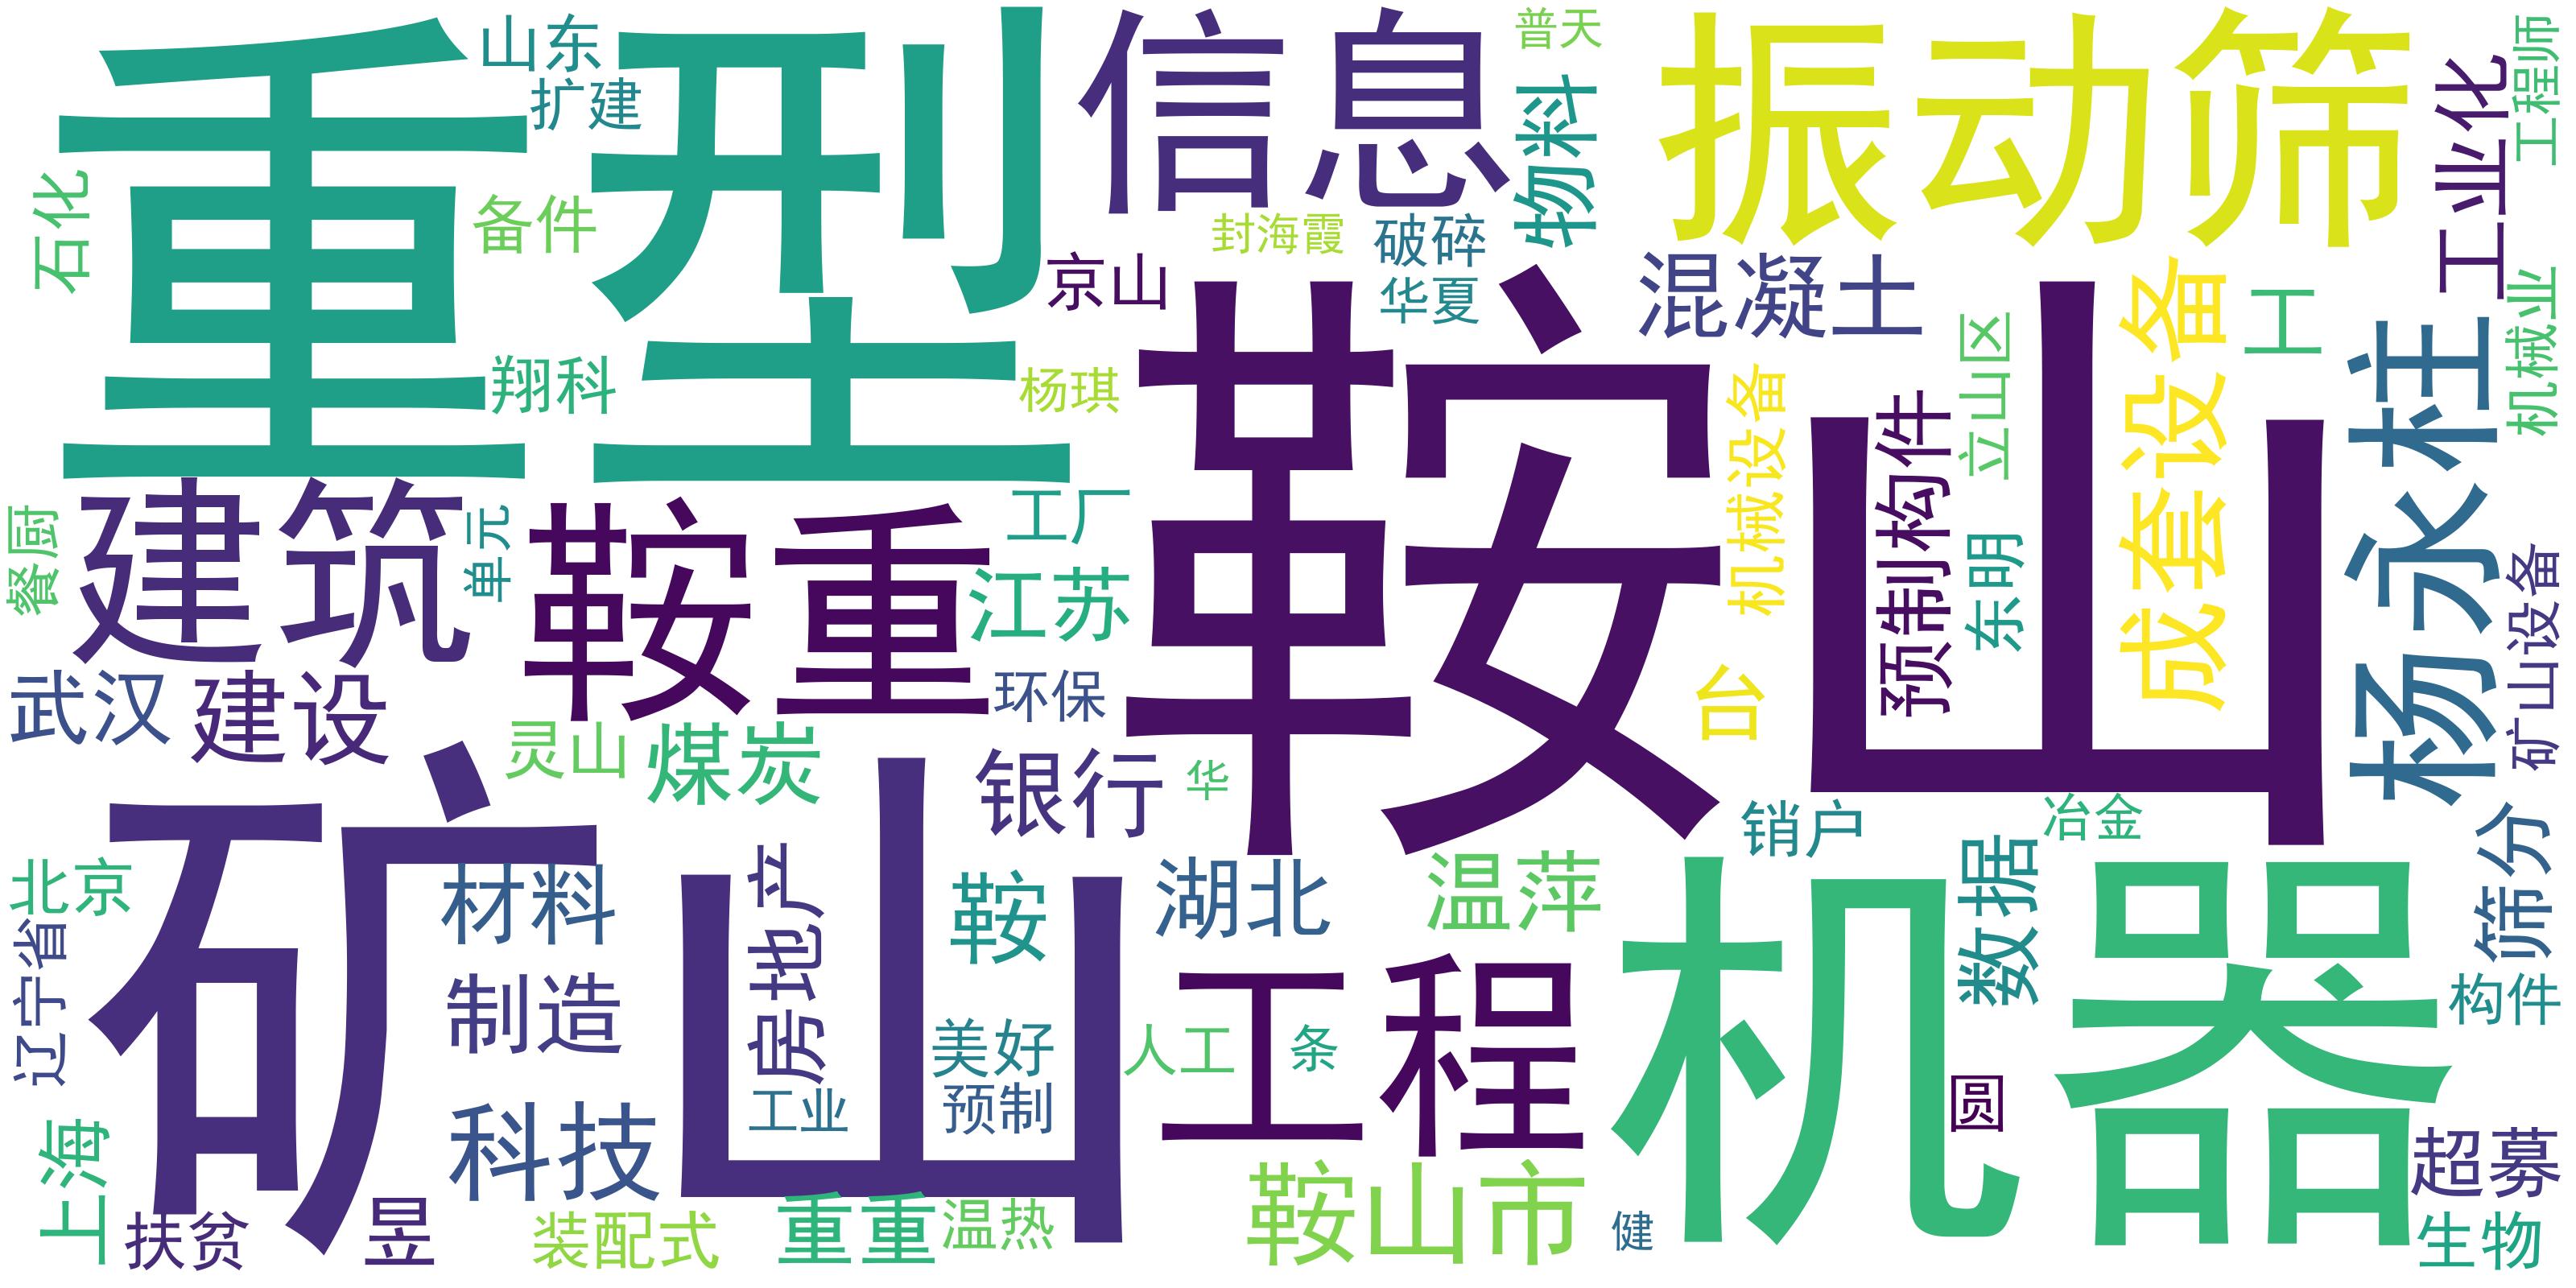 重型
信息
振动筛
山东
扩建
普天
物料
工业化
工程师
石化
备件
封海霞
破碎
华夏
京山
鞍山
混凝土
成套设备
工
杨永柱
机械业
翔科
杨琪
立山区
机械设备
预制构件
东明
餐厨
建筑
单元
鞍重
工厂
江苏
矿山设备
武汉
建设
环保
台
灵山
煤炭
银行
华
销户
冶金
筛分
矿山
机器
北京
材料
房地产
鞍
湖北
温萍
数据
辽宁省
制造
工程
构件
美好
人工
条
科技
工业
预制
圆
上海
扶贫
昱
装配式
重重
温热
鞍山市
健
超募
生物